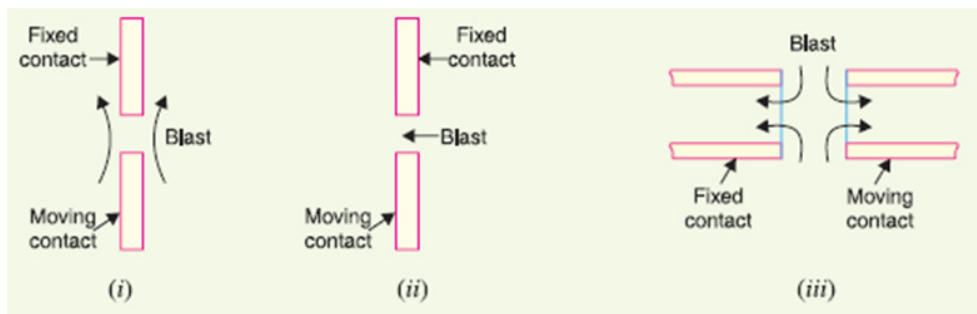 Fixed
contact
Blast
Moving
contact
(i)
Fixed
contact
Blast
Moving
contact
(ii)
Blast
Fixed
contact
Moving
contact
(iii)